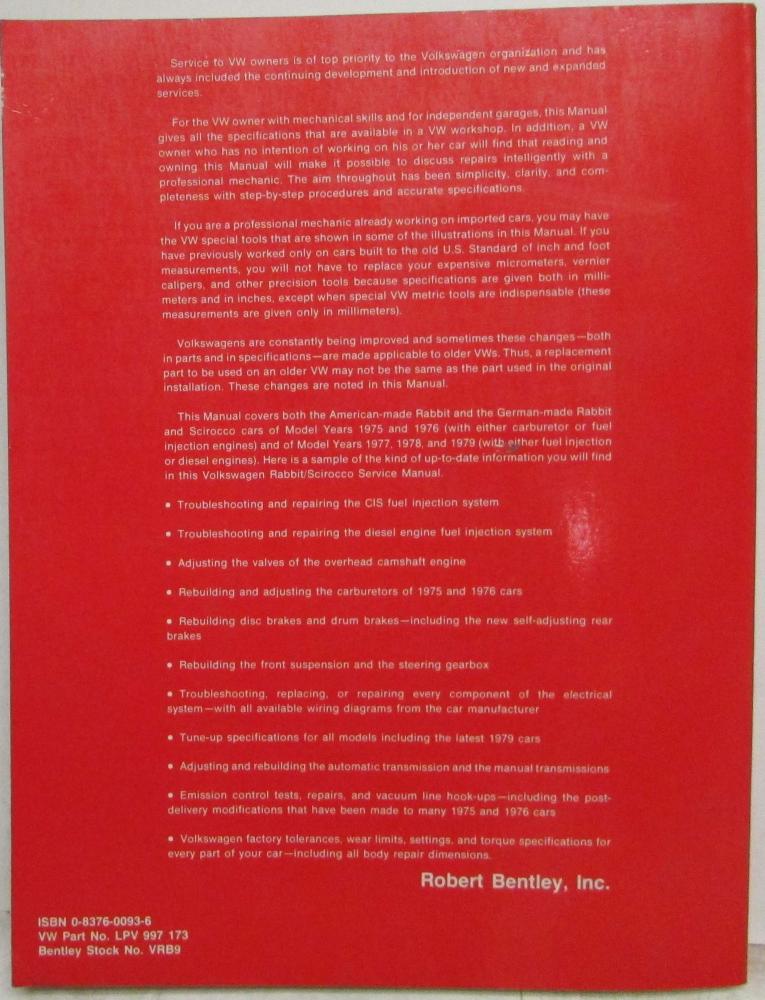 Service to VW owners is of top priority to the Volkswagen organization and has
always included the continuing development and introduction of new and expanded
services.
For the VW owner with mechanical skills and for independent garages, this Manual
gives all the specifications that are available in a VW workshop. In addition, a VW
owner who has no intention of working on his or her car will find that reading and
owning this Manual will make it possible to discuss repairs intelligently with a
professional mechanic. The aim throughout has been simplicity, clarity, and com-
pleteness with step-by-step procedures and accurate specifications.
If you are a professional mechanic already working on imported cars, you may have
the VW special tools that are shown in some of the illustrations in this Manual. If you
have previously worked only on cars built to the old U.S. Standard of inch and foot
measurements, you will not have to replace your expensive micrometers, vernier
calipers, and other precision tools because specifications are given both in milli-
meters and in inches, except when special VW metric tools are indispensable (these
measurements are given only in millimeters).
Volkswagens are constantly being improved and sometimes these changes—both
in parts and in specifications—are made applicable to older VWs. Thus, a replacement
part to be used on an older VW may not be the same as the part used in the original
installation. These changes are noted in this Manual.
This Manual covers both the American-made Rabbit and the German-made Rabbit
and Scirocco cars of Model Years 1975 and 1976 (with either carburetor or fuel
injection engines) and of Model Years 1977, 1978, and 1979 (with either fuel injection
or diesel engines). Here is a sample of the kind of up-to-date information you will find
in this Volkswagen Rabbit/Scirocco Service Manual.
• Troubleshooting and repairing the CIS fuel injection system
• Troubleshooting and repairing the diesel engine fuel injection system
• Adjusting the valves of the overhead camshaft engine
• Rebuilding and adjusting the carburetors of 1975 and 1976 cars
• Rebuilding disc brakes and drum brakes—including the new self-adjusting rear
brakes
• Rebuilding the front suspension and the steering gearbox
• Troubleshooting, replacing, or repairing every component of the electrical
system—with all available wiring diagrams from the car manufacturer
• Tune-up specifications for all models including the latest 1979 cars
• Adjusting and rebuilding the automatic transmission and the manual transmissions
• Emission control tests, repairs, and vacuum line hook-ups—including the post-
delivery modifications that have been made to many 1975 and 1976 cars
• Volkswagen factory tolerances, wear limits, settings, and torque specifications for
every part of your car—including all body repair dimensions.
Robert Bentley, Inc.
ISBN 0-8376-0093-6
VW Part No. LPV 997 173
Bentley Stock No. VRB9